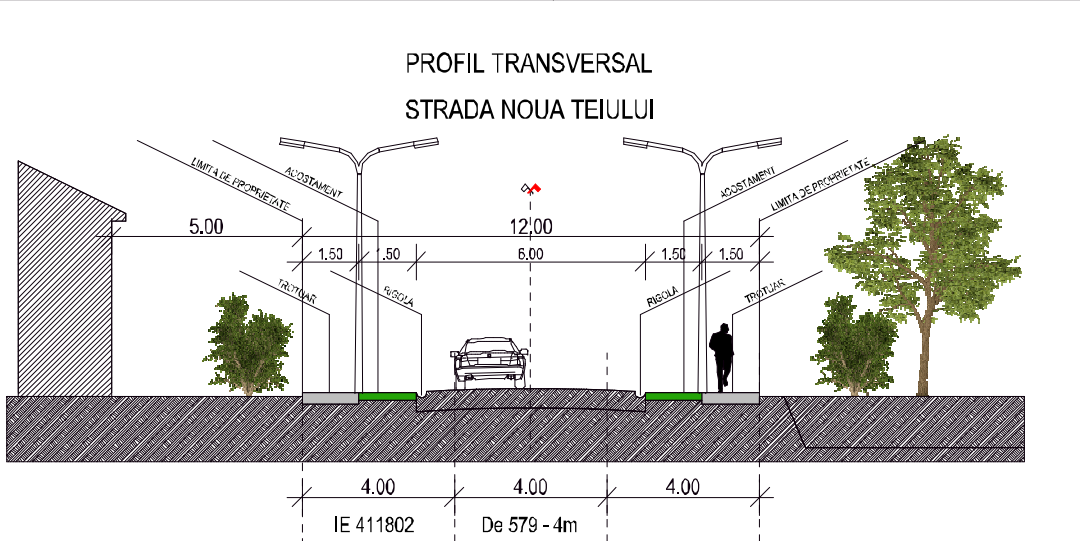 PROFIL TRANSVERSAL
STRADA NOUA TEIULUI
LIMITA DE PROPRIETATE
ACOSTAMENT
ACOSTAMENT
LIMITA DE PROPRIETATE
5.00
12.00
1.50
1.50
6.00
1.50
1.50
TROTUAR
RIGOLA
RIGOLA
TROTUAR
4.00
4.00
4.00
IE 411802
De 579 - 4m